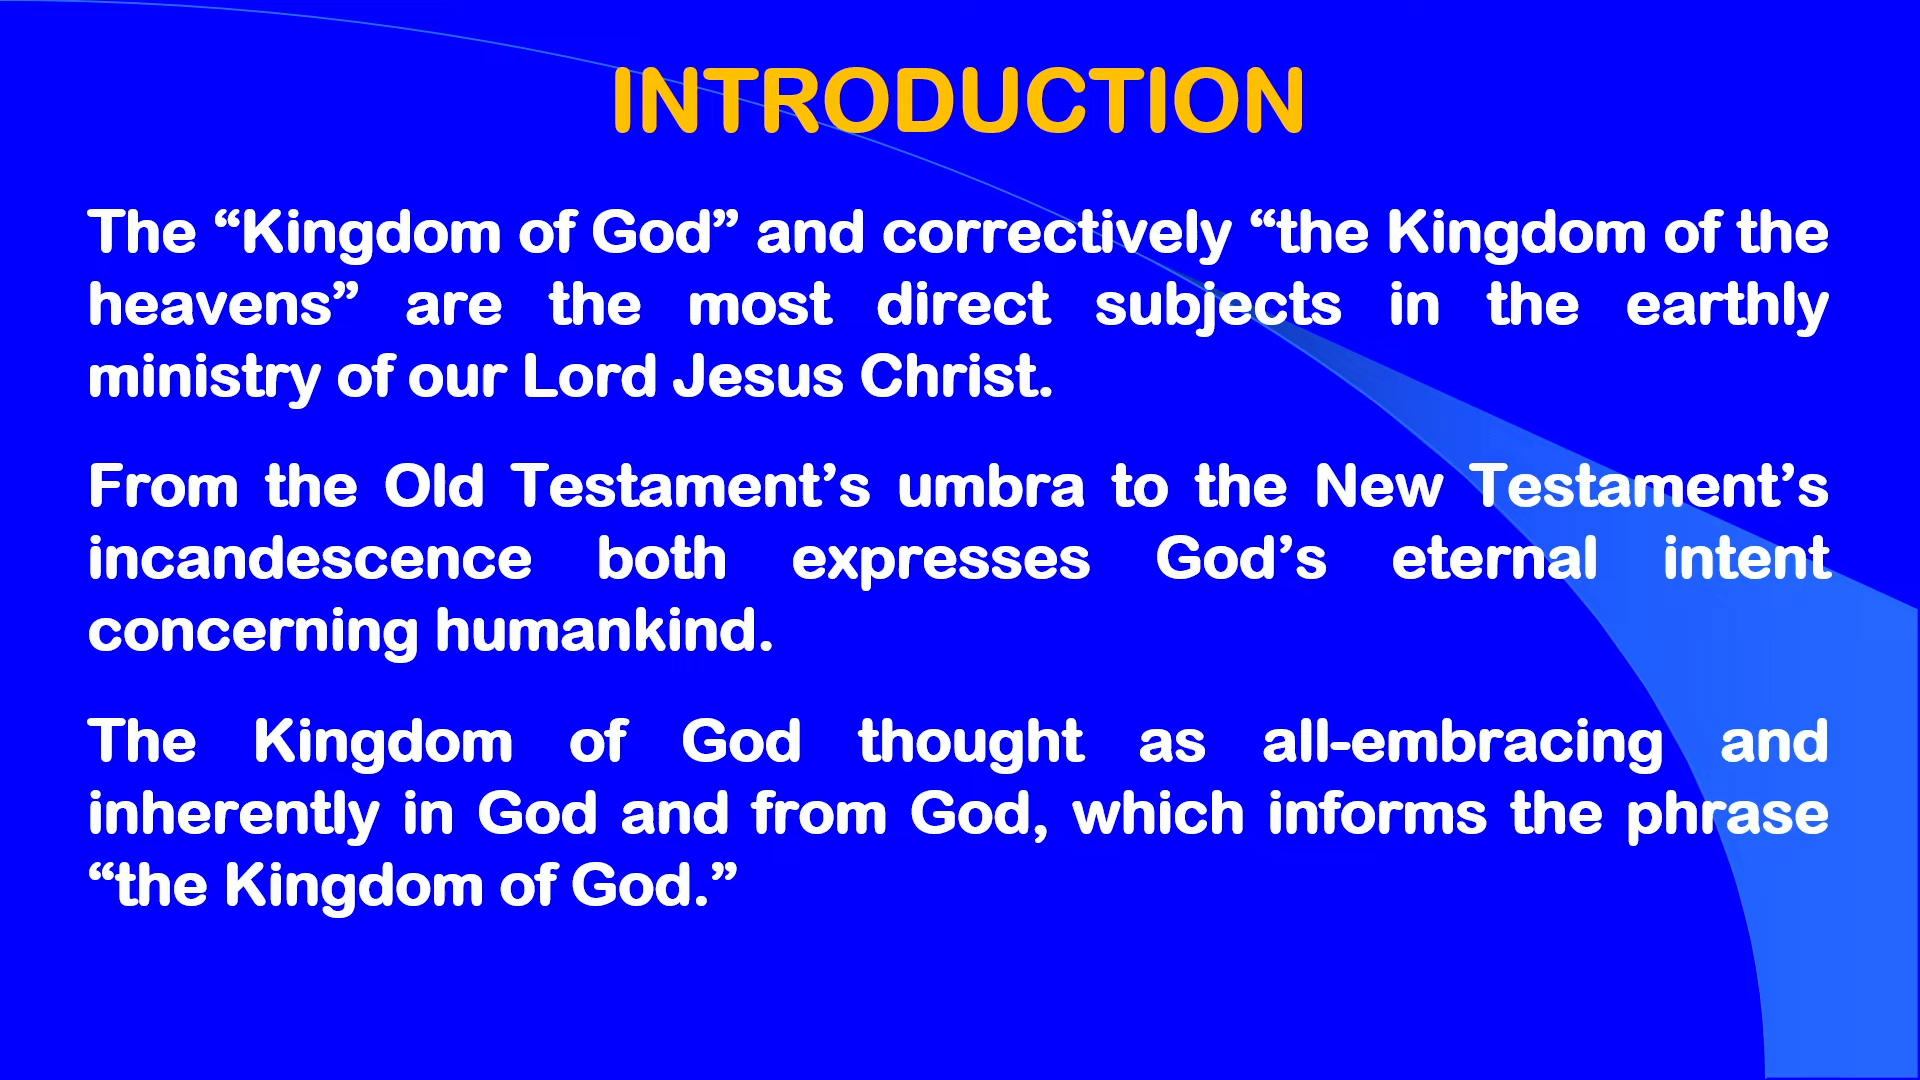 INTRODUCTION
The “Kingdom of God” and correctively “the Kingdom of the
heavens” are the most direct subjects in the earthly
ministry of our Lord Jesus Christ.
From the Old Testament’s umbra to the New Testament’s
incandescence both expresses God’s eternal intent
concerning humankind.
The Kingdom of God thought as all-embracing and
inherently in God and from God, which informs the phrase
“the Kingdom of God.”